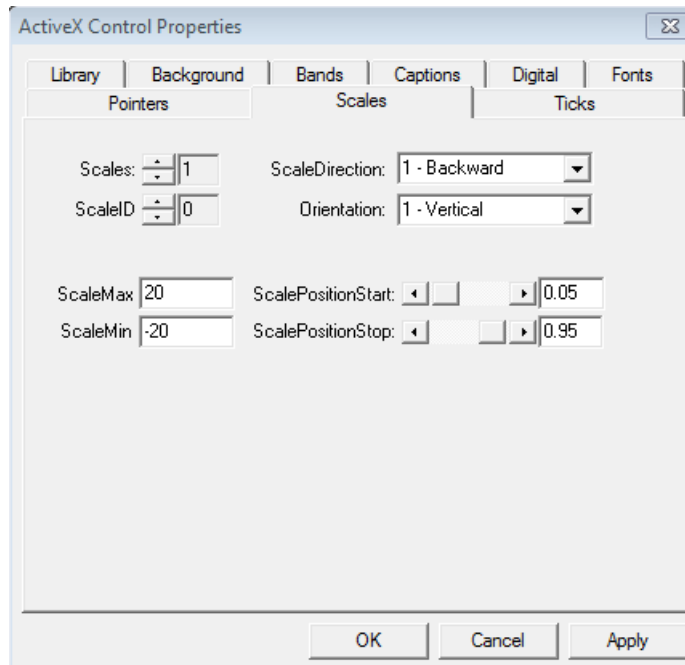 ActiveX Control Properties
Library Background Bands Captions Digital Fonts
Pointers Scales Ticks
Scales: 1 ScaleDirection: 1 - Backward
ScaleID 0 Orientation: 1 - Vertical
ScaleMax 20 ScalePositionStart: 0.05
ScaleMin -20 ScalePositionStop: 0.95
OK Cancel Apply